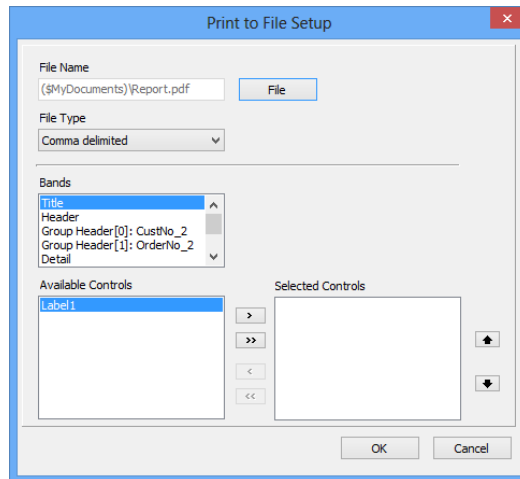 Print to File Setup
File Name
($MyDocuments)\Report.pdf
File
File Type
Comma delimited
Bands
Title
Header
Group Header[0]: CustNo_2
Group Header[1]: OrderNo_2
Detail
Available Controls
Selected Controls
Label1
>
>>
<
<<
OK
Cancel